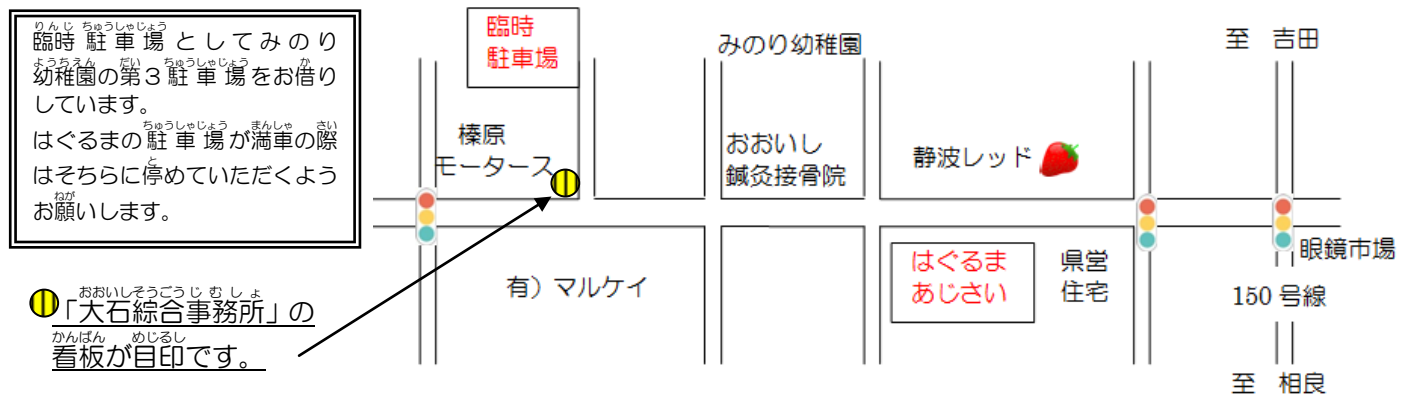 臨時駐車場としてみのり
幼稚園の第3駐車場をお借り
しています。
はぐるまの駐車場が満車の際
はそちらに停めていただくよう
お願いします。
「大石綜合事務所」の
看板が目印です。
臨時
駐車場
みのり幼稚園
至 吉田
榛原
モータース
おおいし
鍼灸接骨院
静波レッド
有）マルケイ
はぐるま
あじさい
県営
住宅
眼鏡市場
150 号線
至 相良